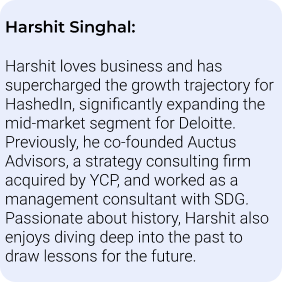 Harshit Singhal:
Harshit loves business and has
supercharged the growth trajectory for
HashedIn, significantly expanding the
mid-market segment for Deloitte.
Previously, he co-founded Auctus
Advisors, a strategy consulting firm
acquired by YCP, and worked as a
management consultant with SDG.
Passionate about history, Harshit also
enjoys diving deep into the past to
draw lessons for the future.